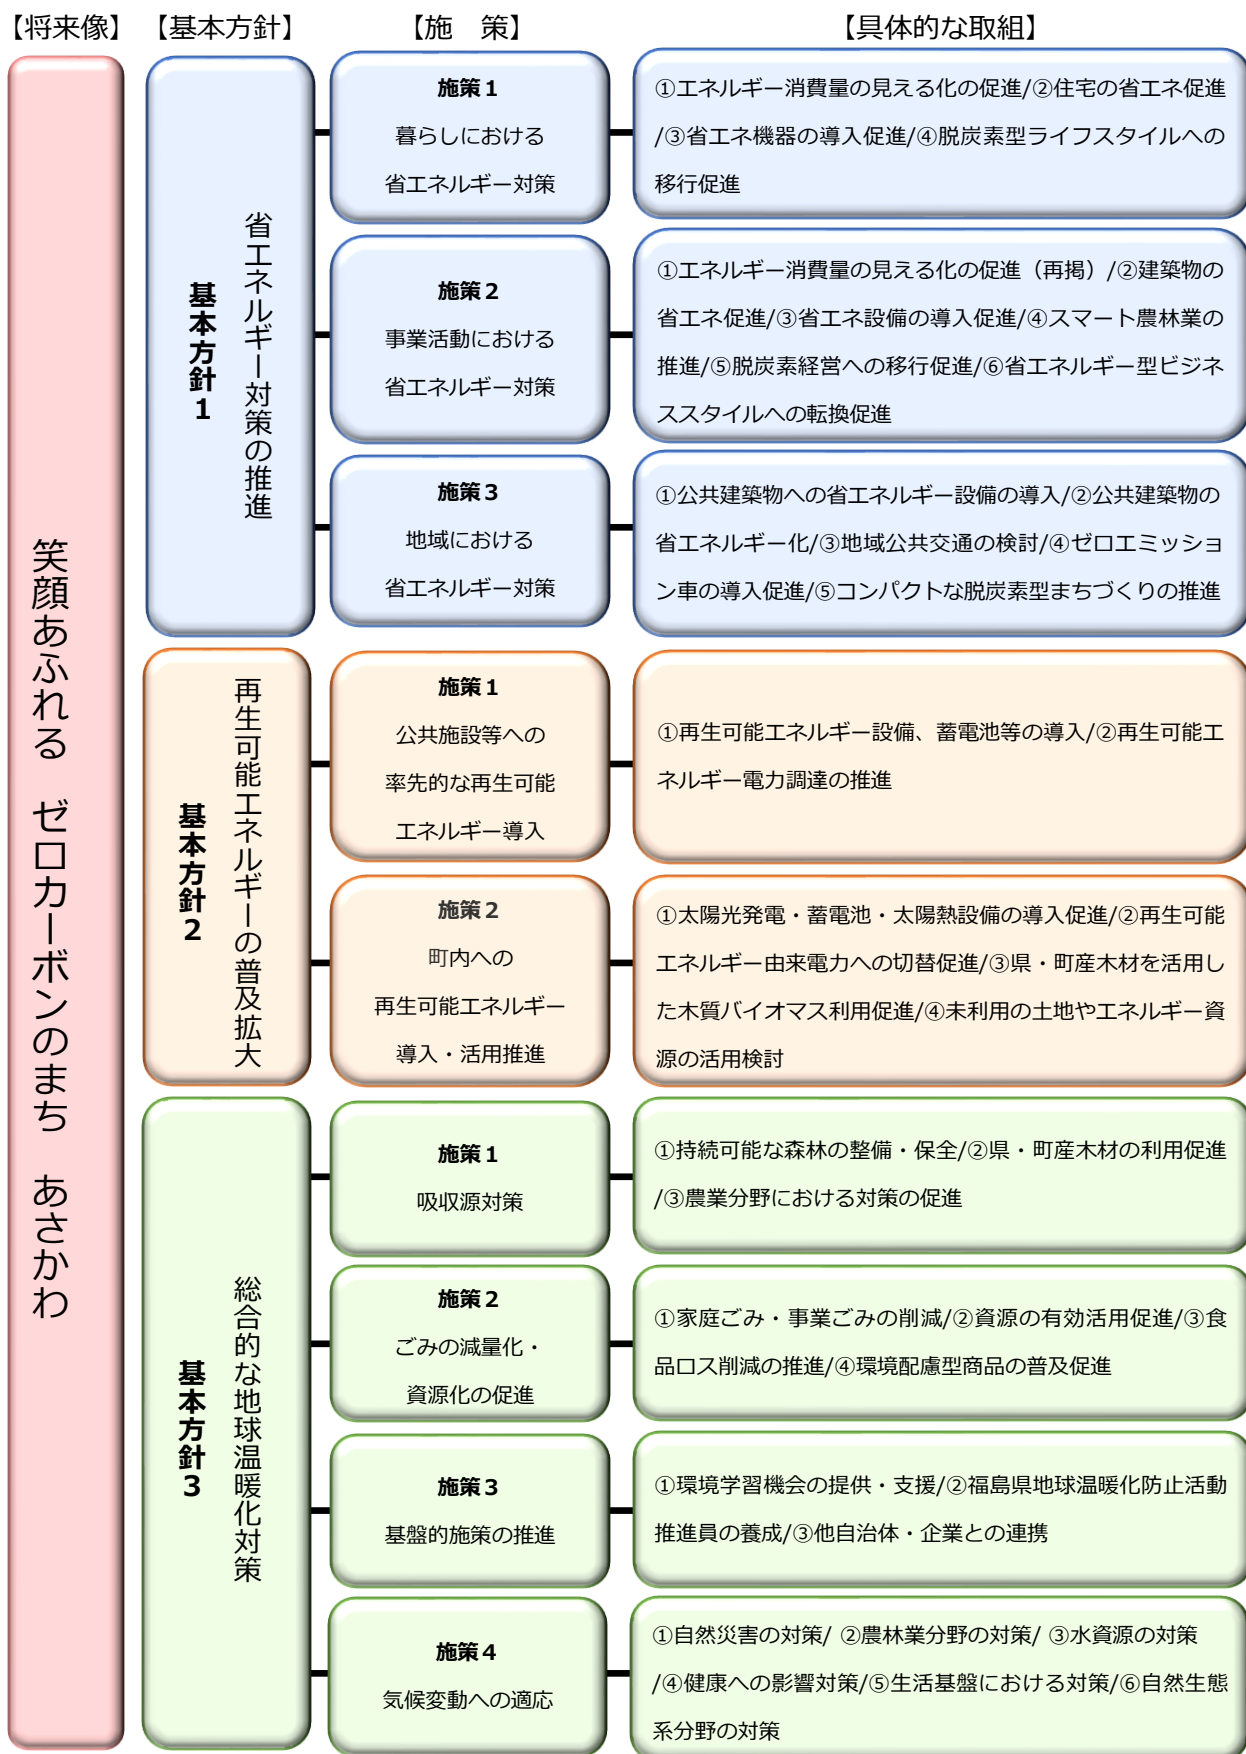 【将来像】 【基本方針】 【施　策】 【具体的な取組】
笑顔あふれる　ゼロカーボンのまち　あさかわ
基本方針１
省エネルギー対策の推進
施策１
暮らしにおける
省エネルギー対策
①エネルギー消費量の見える化の促進/②住宅の省エネ促進
/③省エネ機器の導入促進/④脱炭素型ライフスタイルへの
移行促進
施策２
事業活動における
省エネルギー対策
①エネルギー消費量の見える化の促進（再掲）/②建築物の
省エネ促進/③省エネ設備の導入促進/④スマート農林業の
推進/⑤脱炭素経営への移行促進/⑥省エネルギー型ビジネ
ススタイルへの転換促進
施策３
地域における
省エネルギー対策
①公共建築物への省エネルギー設備の導入/②公共建築物の
省エネルギー化/③地域公共交通の検討/④ゼロエミッショ
ン車の導入促進/⑤コンパクトな脱炭素型まちづくりの推進
基本方針２
再生可能エネルギーの普及拡大
施策１
公共施設等への
率先的な再生可能
エネルギー導入
①再生可能エネルギー設備、蓄電池等の導入/②再生可能エ
ネルギー電力調達の推進
施策２
町内への
再生可能エネルギー
導入・活用推進
①太陽光発電・蓄電池・太陽熱設備の導入促進/②再生可能
エネルギー由来電力への切替促進/③県・町産木材を活用し
た木質バイオマス利用促進/④未利用の土地やエネルギー資
源の活用検討
基本方針３
総合的な地球温暖化対策
施策１
吸収源対策
①持続可能な森林の整備・保全/②県・町産木材の利用促進
/③農業分野における対策の促進
施策２
ごみの減量化・
資源化の促進
①家庭ごみ・事業ごみの削減/②資源の有効活用促進/③食
品ロス削減の推進/④環境配慮型商品の普及促進
施策３
基盤的施策の推進
①環境学習機会の提供・支援/②福島県地球温暖化防止活動
推進員の養成/③他自治体・企業との連携
施策４
気候変動への適応
①自然災害の対策/ ②農林業分野の対策/ ③水資源の対策
/④健康への影響対策/⑤生活基盤における対策/⑥自然生態
系分野の対策